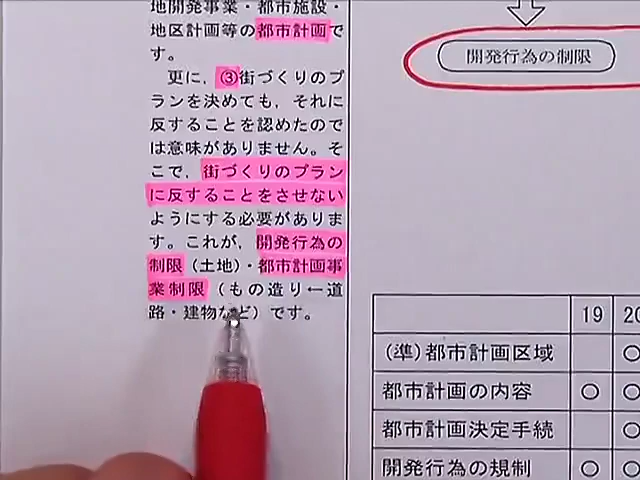 地開発事業・都市施設・
地区計画等の都市計画で
す。
更に，③街づくりのプ
ランを決めても，それに
反することを認めたので
は意味がありません。そ
こで，街づくりのプラン
に反することをさせない
ようにする必要がありま
す。これが，開発行為の
制限（土地）・都市計画事
業制限（もの造り←道
路・建物など）です。
開発行為の制限
19 20
(準)都市計画区域 ○
都市計画の内容 ○ ○
都市計画決定手続 ○
開発行為の規制 ○ ○